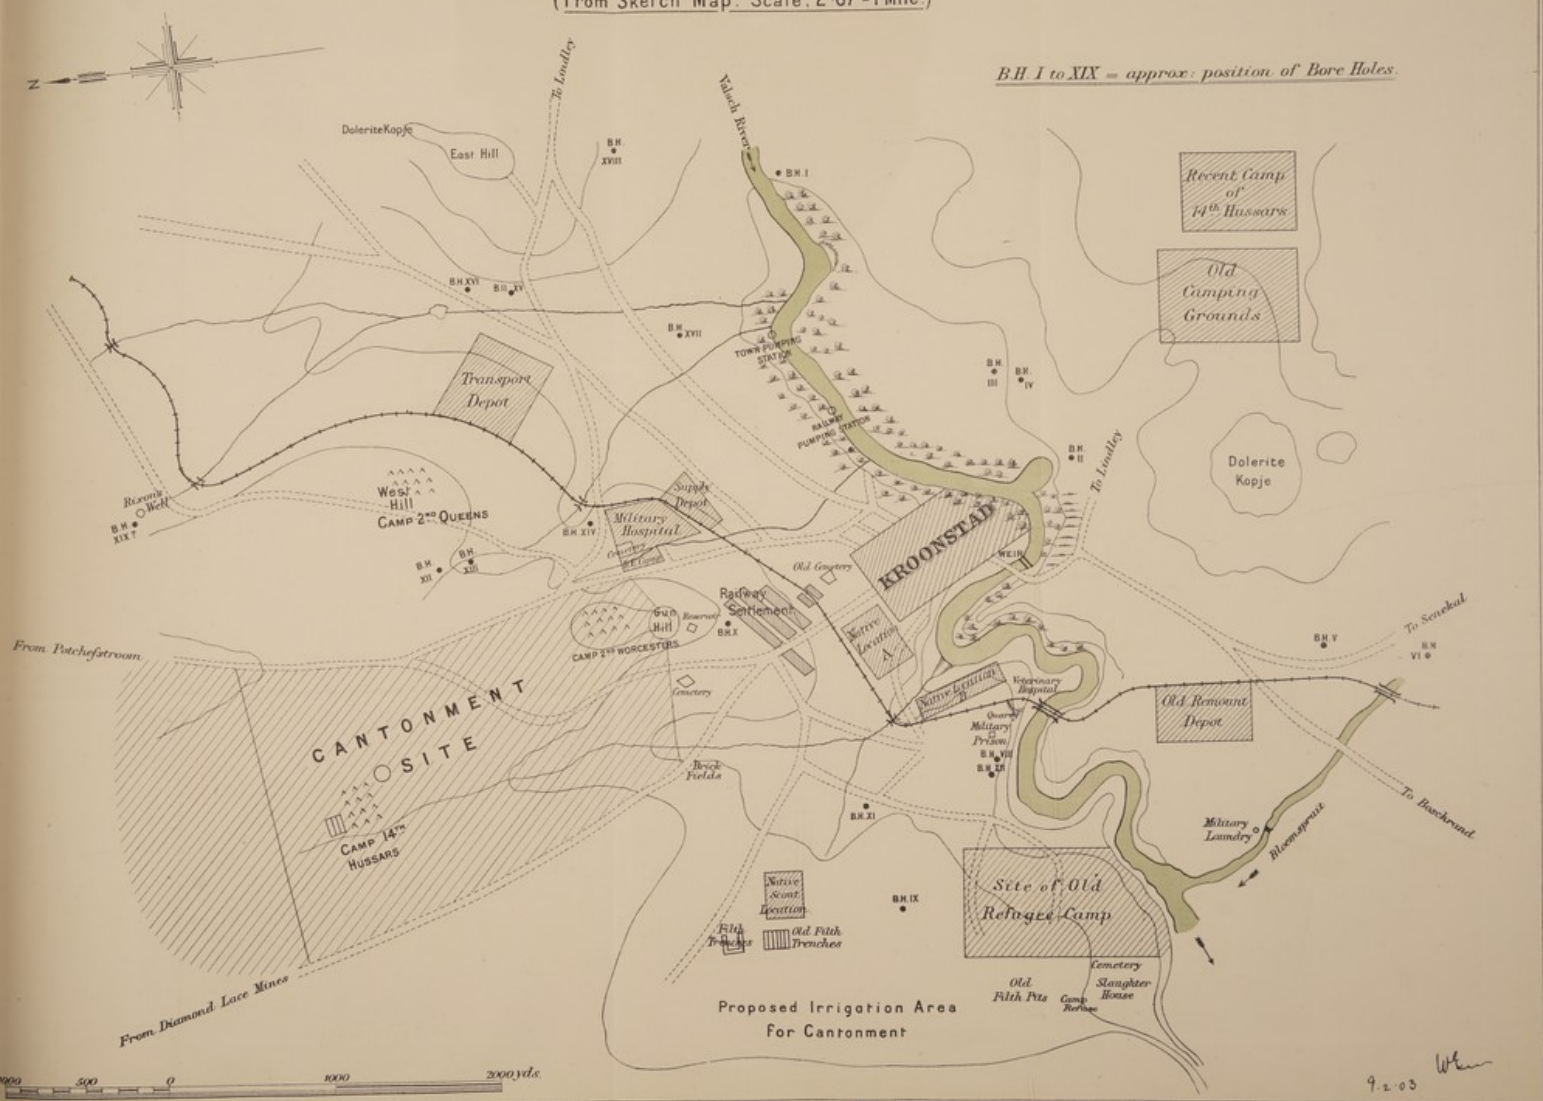 (From Sketch Map. Scale, 2·67" = 1 Mile.)
B.H. I to XIX = approx: position of Bore Holes.
N
To Lindley
Valsch River
Dolerite Kopje
East Hill
B.H.
XVIII
B.H. I
Recent Camp
of
14th Hussars
Old
Camping
Grounds
B.H. XVI
B.H. XV
B.H.
XVII
TOWN PUMPING
STATION
Transport
Depot
B.H.
III
B.H.
IV
RAILWAY
PUMPING STATION
B.H.
II
To Lindley
Dolerite
Kopje
West
Hill
CAMP 2ND QUEENS
Rixons
Well
B.H.
XIX?
Supply
Depot
Military
Hospital
B.H. XIV
Cemetery
R.E. Camp
KROONSTAD
WEIR
B.H.
XII
B.H.
XIII
Old Cemetery
Railway
Settlement
Gun
Hill
Reservoir
B.H.X
CAMP 2ND WORCESTERS
Native
Location
A
From Potchefstroom
To Senekal
B.H. V
B.H.
VI
Cemetery
Native Location
B
Veterinary
Hospital
Quarry
Military
Prison
B.H. VIII
Old Remount
Depot
CANTONMENT
SITE
Brick
Fields
B.H. XI
To Boschrand
CAMP 14TH
HUSSARS
Military
Laundry
Bloemspruit
Native
Scout
Location
B.H. IX
Site of Old
Refugee Camp
Filth
Trenches
Old Filth
Trenches
Cemetery
Old
Filth Pits
Camp
Refuse
Slaughter
House
From Diamond Lace Mines
Proposed Irrigation Area
for Cantonment
500 0 1000 2000 yds.
9.2.03